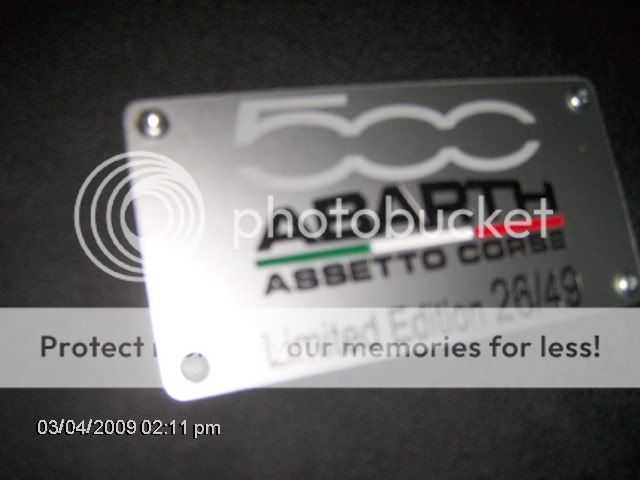 500
ABARTH
photobucket
ASSETTO CORSE
Limited Edition 26/49
Protect your memories for less!
03/04/2009 02:11 pm